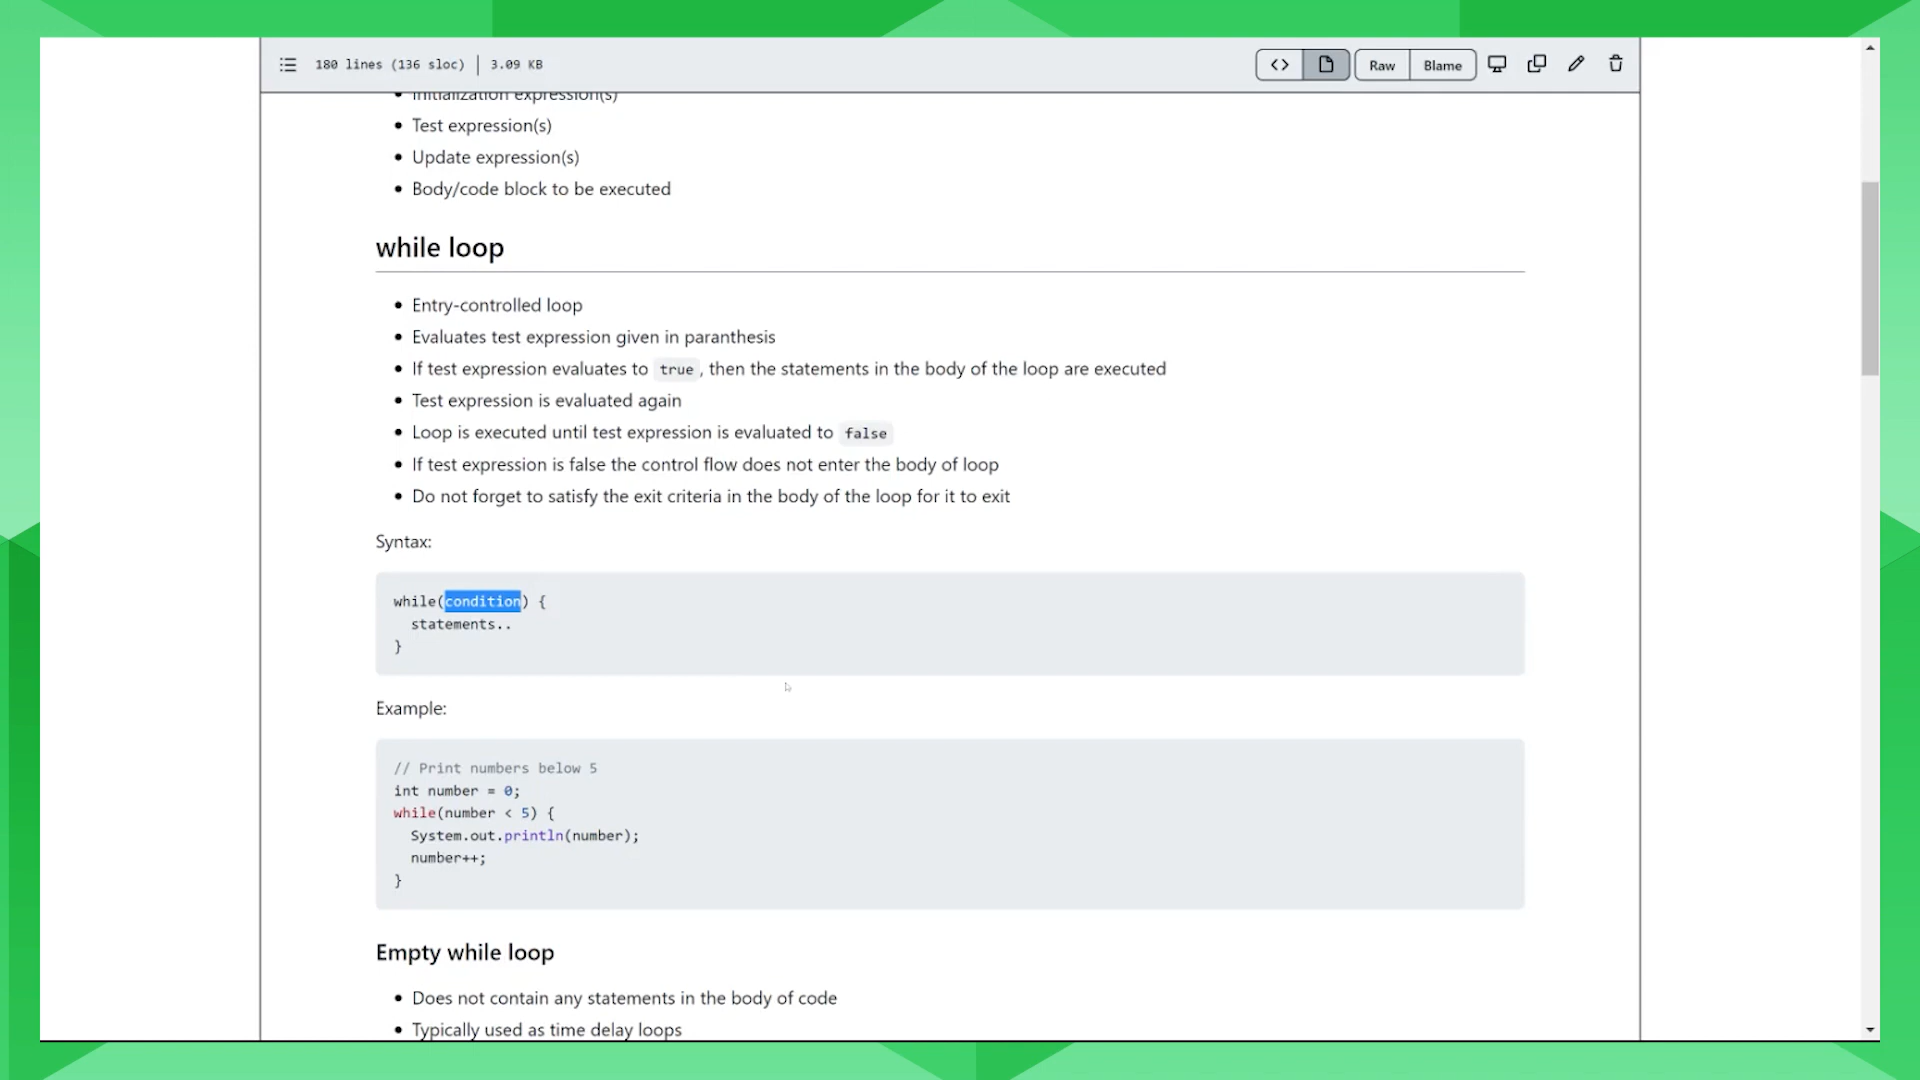 180 lines (136 sloc) | 3.09 KB
<> Raw Blame
Initialization expression(s)
Test expression(s)
Update expression(s)
Body/code block to be executed
while loop
Entry-controlled loop
Evaluates test expression given in paranthesis
If test expression evaluates to true, then the statements in the body of the loop are executed
Test expression is evaluated again
Loop is executed until test expression is evaluated to false
If test expression is false the control flow does not enter the body of loop
Do not forget to satisfy the exit criteria in the body of the loop for it to exit
Syntax:
while(condition) {
statements..
}
Example:
// Print numbers below 5
int number = 0;
while(number < 5) {
System.out.println(number);
number++;
}
Empty while loop
Does not contain any statements in the body of code
Typically used as time delay loops